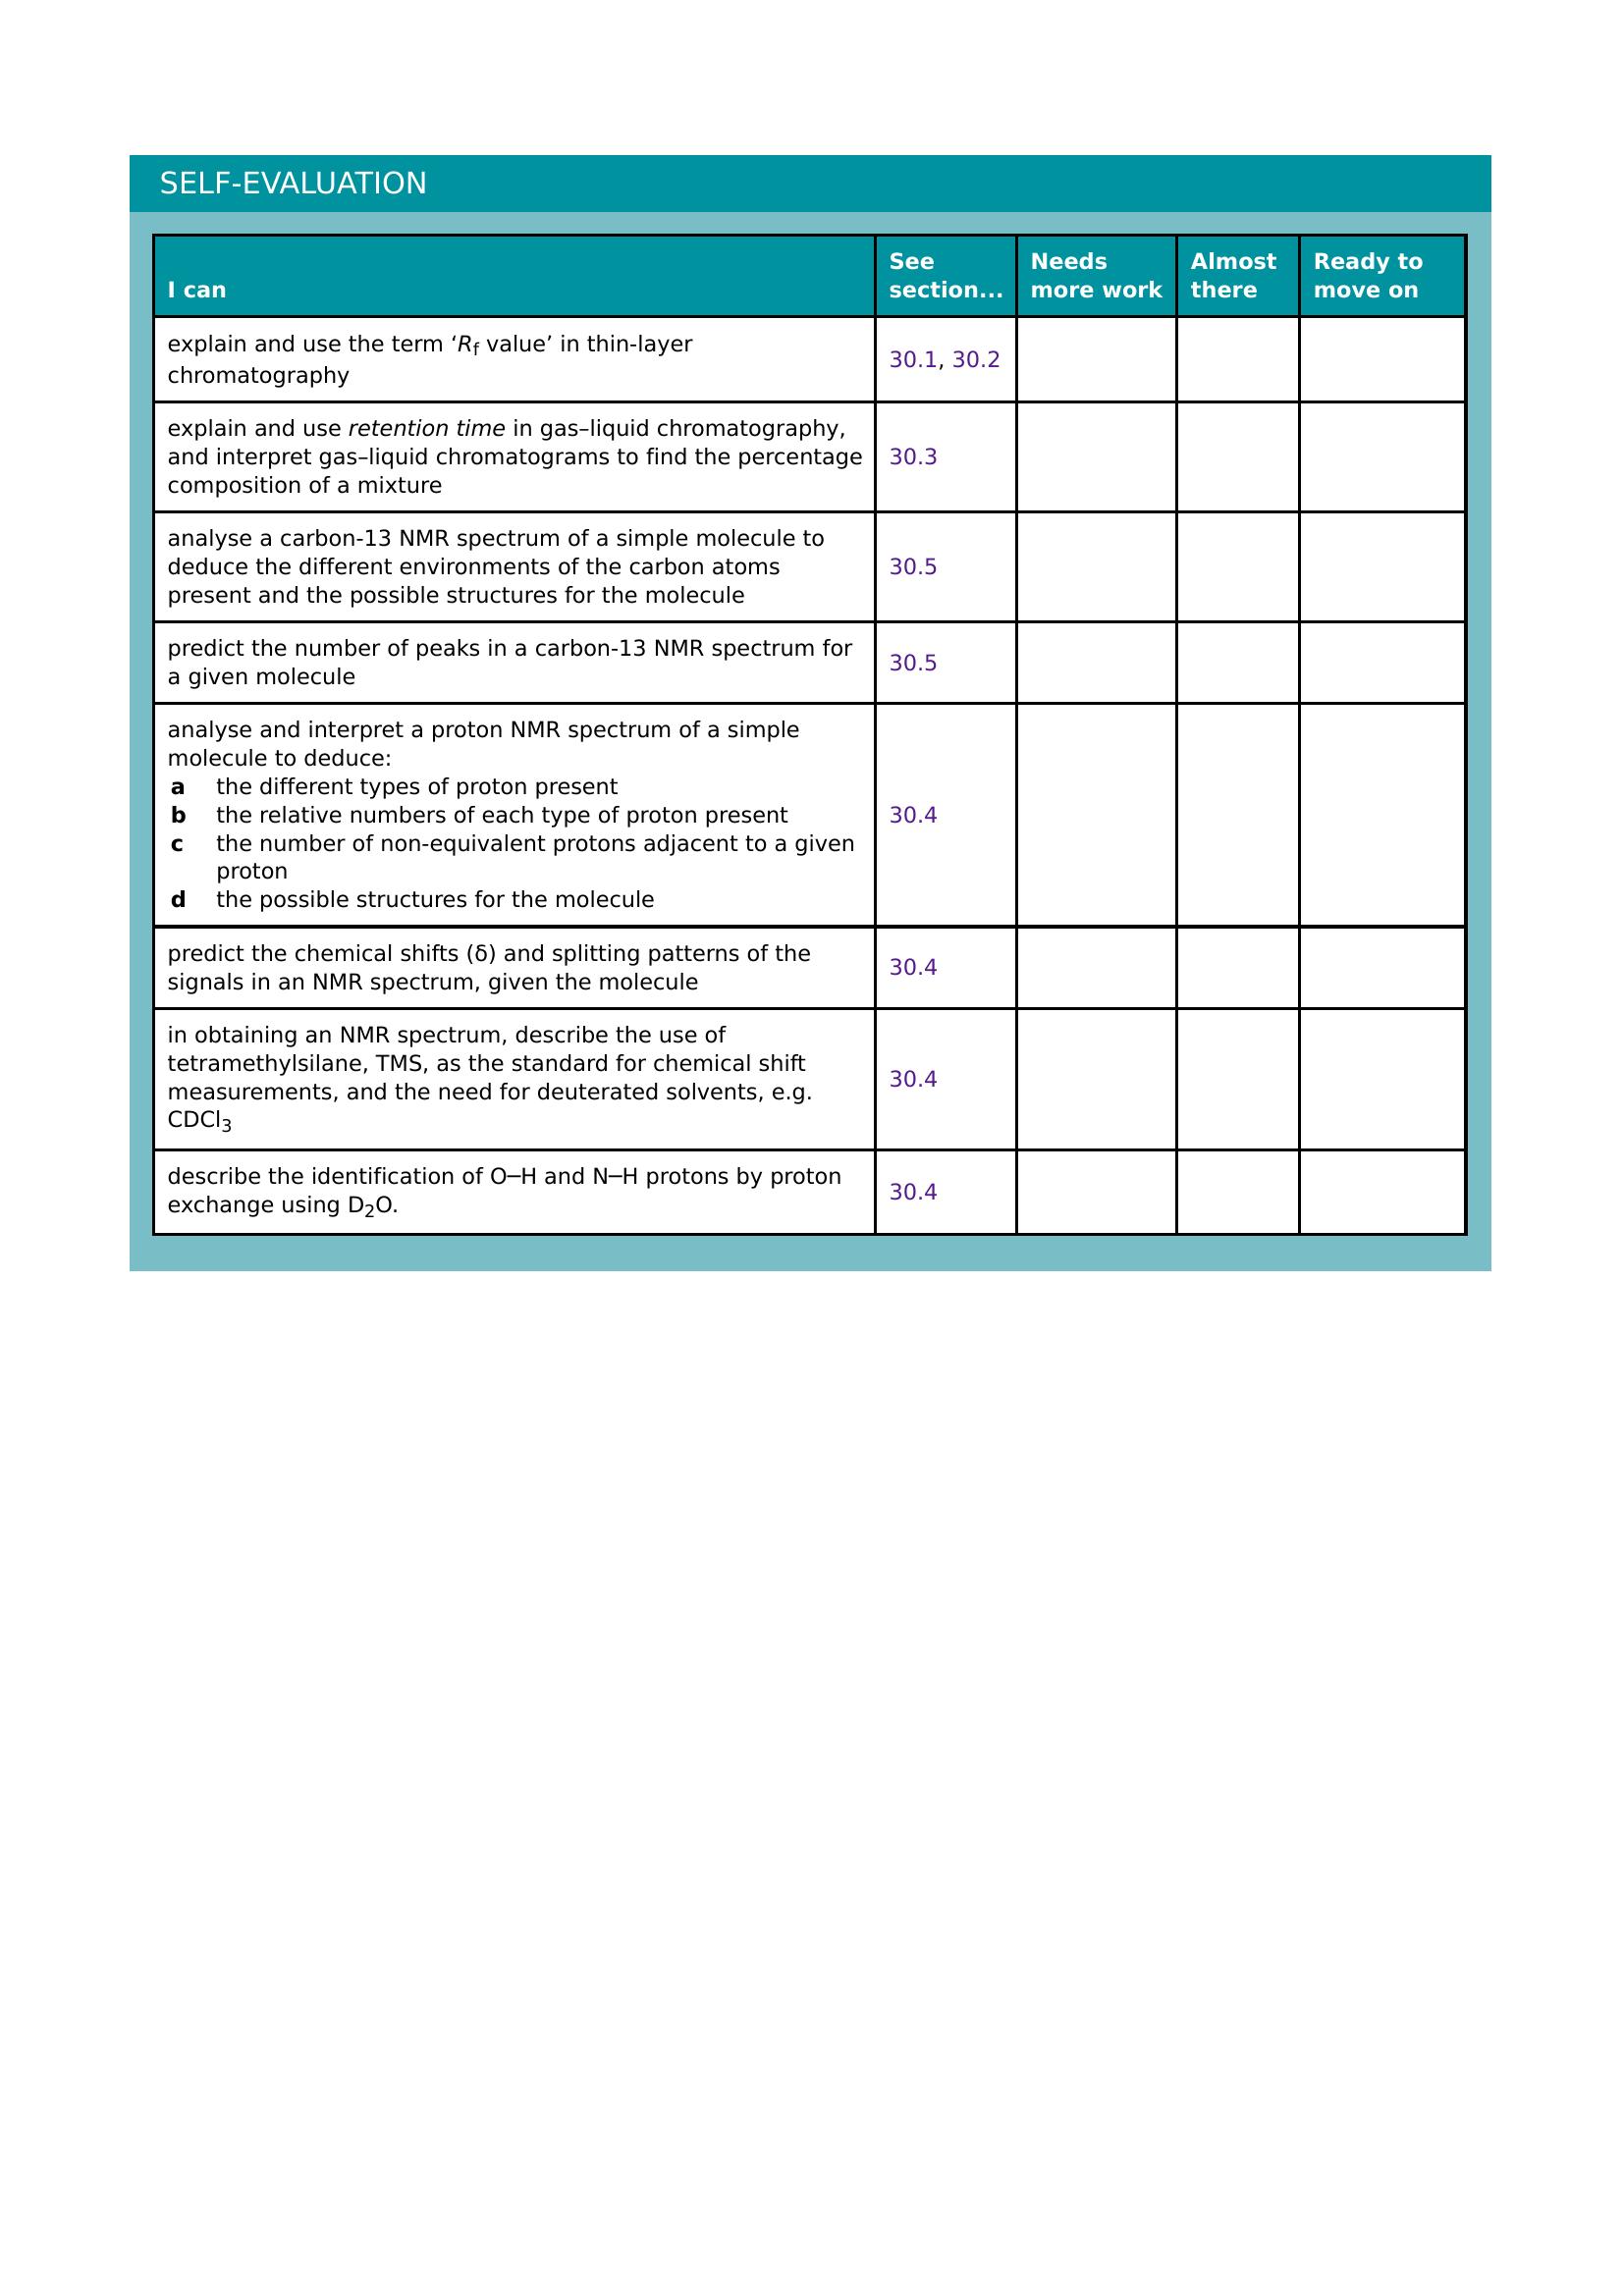 SELF-EVALUATION
I can
See
section...
Needs
more work
Almost
there
Ready to
move on
explain and use the term ‘Rf value’ in thin-layer
chromatography
30.1, 30.2
explain and use retention time in gas–liquid chromatography,
and interpret gas–liquid chromatograms to find the percentage
composition of a mixture
30.3
analyse a carbon-13 NMR spectrum of a simple molecule to
deduce the different environments of the carbon atoms
present and the possible structures for the molecule
30.5
predict the number of peaks in a carbon-13 NMR spectrum for
a given molecule
30.5
analyse and interpret a proton NMR spectrum of a simple
molecule to deduce:
a the different types of proton present
b the relative numbers of each type of proton present
c the number of non-equivalent protons adjacent to a given
proton
d the possible structures for the molecule
30.4
predict the chemical shifts (δ) and splitting patterns of the
signals in an NMR spectrum, given the molecule
30.4
in obtaining an NMR spectrum, describe the use of
tetramethylsilane, TMS, as the standard for chemical shift
measurements, and the need for deuterated solvents, e.g.
CDCl3
30.4
describe the identification of O─H and N─H protons by proton
exchange using D2O.
30.4